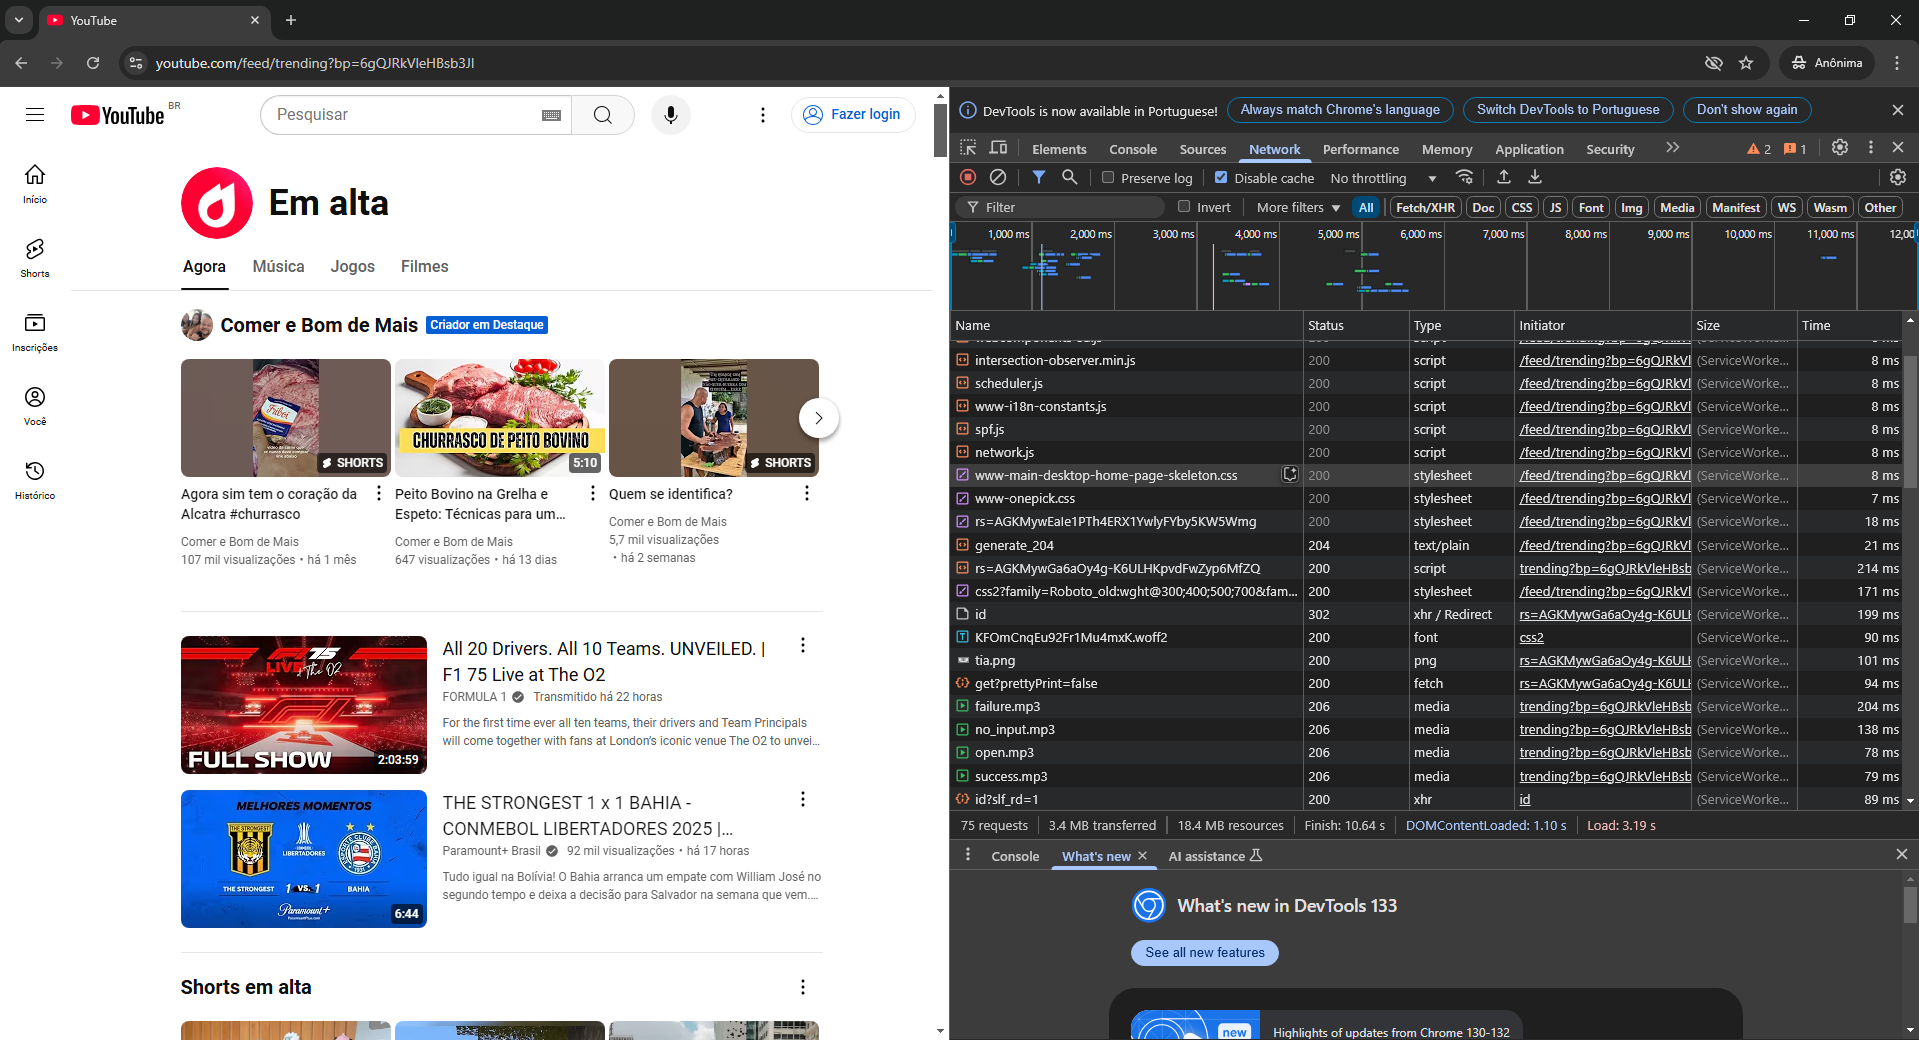 YouTube
youtube.com/feed/trending?bp=6gQJRkVleHBsb3Jl
Anônima
YouTube BR
Pesquisar
Fazer login
Início
Shorts
Inscrições
Você
Histórico
Em alta
Agora Música Jogos Filmes
Comer e Bom de Mais Criador em Destaque
Friboi
SHORTS
CHURRASCO DE PEITO BOVINO
5:10
SHORTS
Agora sim tem o coração da
Alcatra #churrasco
Comer e Bom de Mais
107 mil visualizações • há 1 mês
Peito Bovino na Grelha e
Espeto: Técnicas para um...
Comer e Bom de Mais
647 visualizações • há 13 dias
Quem se identifica?
Comer e Bom de Mais
5,7 mil visualizações
• há 2 semanas
F1 75
LIVE at The O2
FULL SHOW
2:03:59
All 20 Drivers. All 10 Teams. UNVEILED. |
F1 75 Live at The O2
FORMULA 1 Transmitido há 22 horas
For the first time ever all ten teams, their drivers and Team Principals
will come together with fans at London's iconic venue The O2 to unvei...
MELHORES MOMENTOS
THE STRONGEST
CONMEBOL
LIBERTADORES
THE STRONGEST 1 VS. 1 BAHIA
Paramount+
ParamountPlus.com
6:44
THE STRONGEST 1 x 1 BAHIA -
CONMEBOL LIBERTADORES 2025 |...
Paramount+ Brasil 92 mil visualizações • há 17 horas
Tudo igual na Bolívia! O Bahia arranca um empate com William José no
segundo tempo e deixa a decisão para Salvador na semana que vem....
Shorts em alta
DevTools is now available in Portuguese! Always match Chrome's language Switch DevTools to Portuguese Don't show again
Elements Console Sources Network Performance Memory Application Security 2 1
Preserve log Disable cache No throttling
Filter Invert More filters All Fetch/XHR Doc CSS JS Font Img Media Manifest WS Wasm Other
1,000 ms 2,000 ms 3,000 ms 4,000 ms 5,000 ms 6,000 ms 7,000 ms 8,000 ms 9,000 ms 10,000 ms 11,000 ms 12,00
Name Status Type Initiator Size Time
intersection-observer.min.js 200 script /feed/trending?bp=6gQJRkVl (ServiceWorke... 8 ms
scheduler.js 200 script /feed/trending?bp=6gQJRkVl (ServiceWorke... 8 ms
www-i18n-constants.js 200 script /feed/trending?bp=6gQJRkVl (ServiceWorke... 8 ms
spf.js 200 script /feed/trending?bp=6gQJRkVl (ServiceWorke... 8 ms
network.js 200 script /feed/trending?bp=6gQJRkVl (ServiceWorke... 8 ms
www-main-desktop-home-page-skeleton.css 200 stylesheet /feed/trending?bp=6gQJRkVl (ServiceWorke... 8 ms
www-onepick.css 200 stylesheet /feed/trending?bp=6gQJRkVl (ServiceWorke... 7 ms
rs=AGKMywEaIe1PTh4ERX1YwlyFYby5KW5Wmg 200 stylesheet /feed/trending?bp=6gQJRkVl (ServiceWorke... 18 ms
generate_204 204 text/plain /feed/trending?bp=6gQJRkVl (ServiceWorke... 21 ms
rs=AGKMywGa6aOy4g-K6ULHKpvdFwZyp6MfZQ 200 script trending?bp=6gQJRkVleHBsb (ServiceWorke... 214 ms
css2?family=Roboto_old:wght@300;400;500;700&fam... 200 stylesheet /feed/trending?bp=6gQJRkVl (ServiceWorke... 171 ms
id 302 xhr / Redirect rs=AGKMywGa6aOy4g-K6ULH (ServiceWorke... 199 ms
KFOmCnqEu92Fr1Mu4mxK.woff2 200 font css2 (ServiceWorke... 90 ms
tia.png 200 png rs=AGKMywGa6aOy4g-K6ULH (ServiceWorke... 101 ms
get?prettyPrint=false 200 fetch rs=AGKMywGa6aOy4g-K6ULH (ServiceWorke... 94 ms
failure.mp3 206 media trending?bp=6gQJRkVleHBsb (ServiceWorke... 204 ms
no_input.mp3 206 media trending?bp=6gQJRkVleHBsb (ServiceWorke... 138 ms
open.mp3 206 media trending?bp=6gQJRkVleHBsb (ServiceWorke... 78 ms
success.mp3 206 media trending?bp=6gQJRkVleHBsb (ServiceWorke... 79 ms
id?slf_rd=1 200 xhr id (ServiceWorke... 89 ms
75 requests 3.4 MB transferred 18.4 MB resources Finish: 10.64 s DOMContentLoaded: 1.10 s Load: 3.19 s
Console What's new AI assistance
What's new in DevTools 133
See all new features
new
Highlights of updates from Chrome 130-132